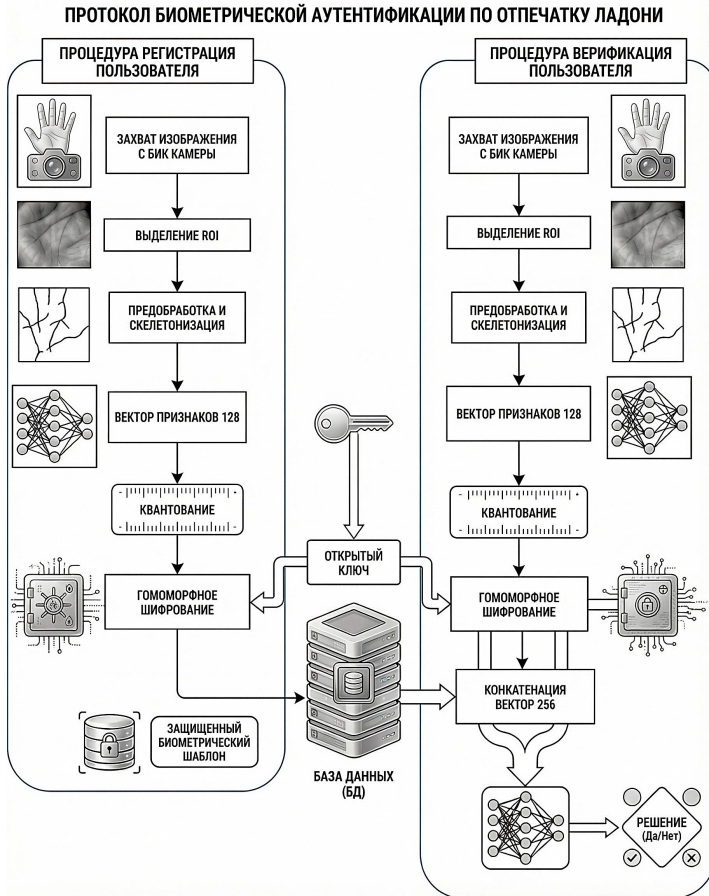 ПРОТОКОЛ БИОМЕТРИЧЕСКОЙ АУТЕНТИФИКАЦИИ ПО ОТПЕЧАТКУ ЛАДОНИ
ПРОЦЕДУРА РЕГИСТРАЦИЯ
ПОЛЬЗОВАТЕЛЯ
ЗАХВАТ ИЗОБРАЖЕНИЯ
С БИК КАМЕРЫ
ВЫДЕЛЕНИЕ ROI
ПРЕДОБРАБОТКА И
СКЕЛЕТОНИЗАЦИЯ
ВЕКТОР ПРИЗНАКОВ 128
КВАНТОВАНИЕ
ГОМОМОРФНОЕ
ШИФРОВАНИЕ
ЗАЩИЩЕННЫЙ
БИОМЕТРИЧЕСКИЙ
ШАБЛОН
ОТКРЫТЫЙ
КЛЮЧ
БАЗА ДАННЫХ
(БД)
ПРОЦЕДУРА ВЕРИФИКАЦИЯ
ПОЛЬЗОВАТЕЛЯ
ЗАХВАТ ИЗОБРАЖЕНИЯ
С БИК КАМЕРЫ
ВЫДЕЛЕНИЕ ROI
ПРЕДОБРАБОТКА И
СКЕЛЕТОНИЗАЦИЯ
ВЕКТОР ПРИЗНАКОВ 128
КВАНТОВАНИЕ
ГОМОМОРФНОЕ
ШИФРОВАНИЕ
КОНКАТЕНАЦИЯ
ВЕКТОР 256
РЕШЕНИЕ
(Да/Нет)